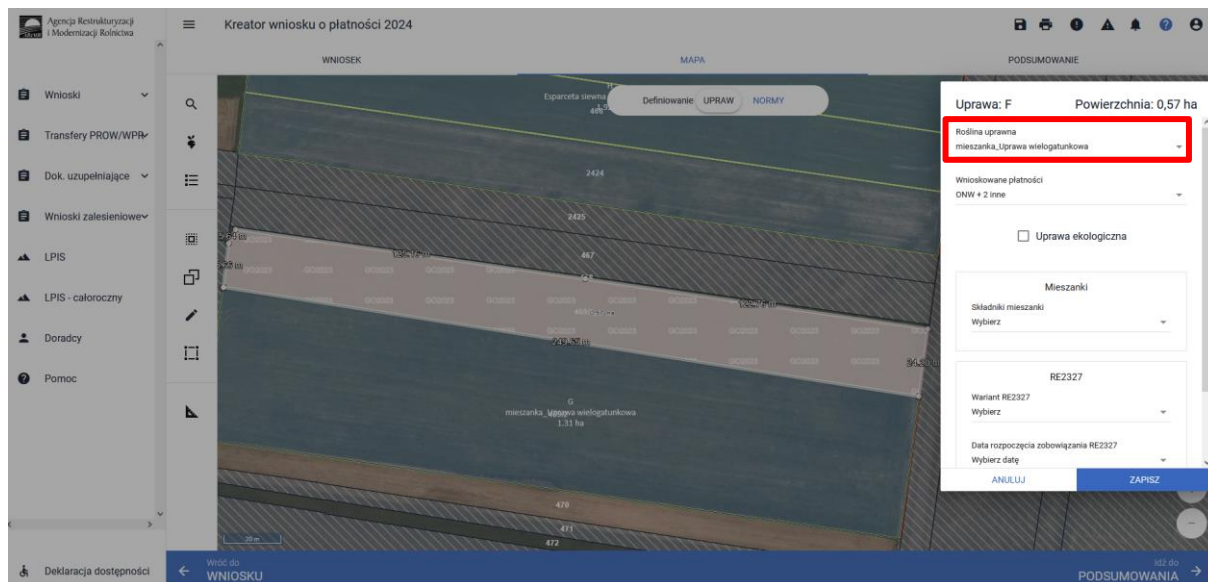 Agencja Restrukturyzacji
i Modernizacji Rolnictwa
Kreator wniosku o płatności 2024
WNIOSEK
MAPA
PODSUMOWANIE
Wnioski
Transfery PROW/WPR
Dok. uzupełniające
Wnioski zalesieniowe
LPIS
LPIS - całoroczny
Doradcy
Pomoc
Deklaracja dostępności
H
Esparceta siewna
Definiowanie UPRAW NORMY
2424
2425
467
G
mieszanka_Uprawa wielogatunkowa
1,31 ha
470
471
472
20 m
Uprawa: F
Powierzchnia: 0,57 ha
Roślina uprawna
mieszanka_Uprawa wielogatunkowa
Wnioskowane płatności
ONW + 2 inne
Uprawa ekologiczna
Mieszanki
Składniki mieszanki
Wybierz
RE2327
Wariant RE2327
Wybierz
Data rozpoczęcia zobowiązania RE2327
Wybierz datę
ANULUJ
ZAPISZ
Wróć do
WNIOSKU
Idź do
PODSUMOWANIA